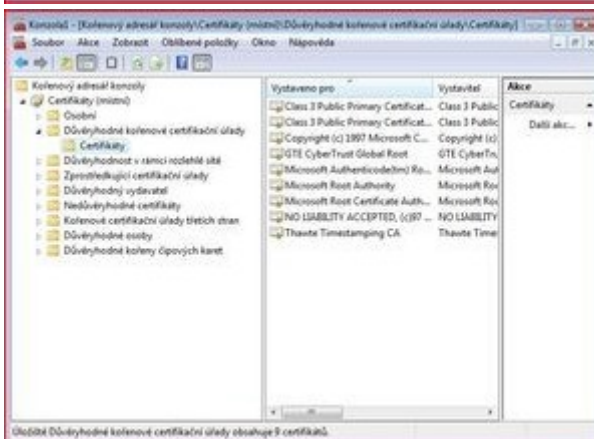 Konzola1 - [Kořenový adresář konzoly\Certifikáty (místní)\Důvěryhodné kořenové certifikační úřady\Certifikáty]
Soubor Akce Zobrazit Oblíbené položky Okno Nápověda
Kořenový adresář konzoly
Certifikáty (místní)
Osobní
Důvěryhodné kořenové certifikační úřady
Certifikáty
Důvěryhodnost v rámci rozlehlé sítě
Zprostředkující certifikační úřady
Důvěryhodný vydavatel
Nedůvěryhodné certifikáty
Kořenové certifikační úřady třetích stran
Důvěryhodné osoby
Důvěryhodné kořeny čipových karet
Vystaveno pro Vystavitel
Class 3 Public Primary Certificat... Class 3 Public
Class 3 Public Primary Certificat... Class 3 Public
Copyright (c) 1997 Microsoft C... Copyright (c)
GTE CyberTrust Global Root GTE CyberTru
Microsoft Authenticode(tm) Ro... Microsoft Aut
Microsoft Root Authority Microsoft Roo
Microsoft Root Certificate Auth... Microsoft Roo
NO LIABILITY ACCEPTED, (c)97 ... NO LIABILITY
Thawte Timestamping CA Thawte Time
Akce
Certifikáty
Další akc...
Úložiště Důvěryhodné kořenové certifikační úřady obsahuje 9 certifikátů.